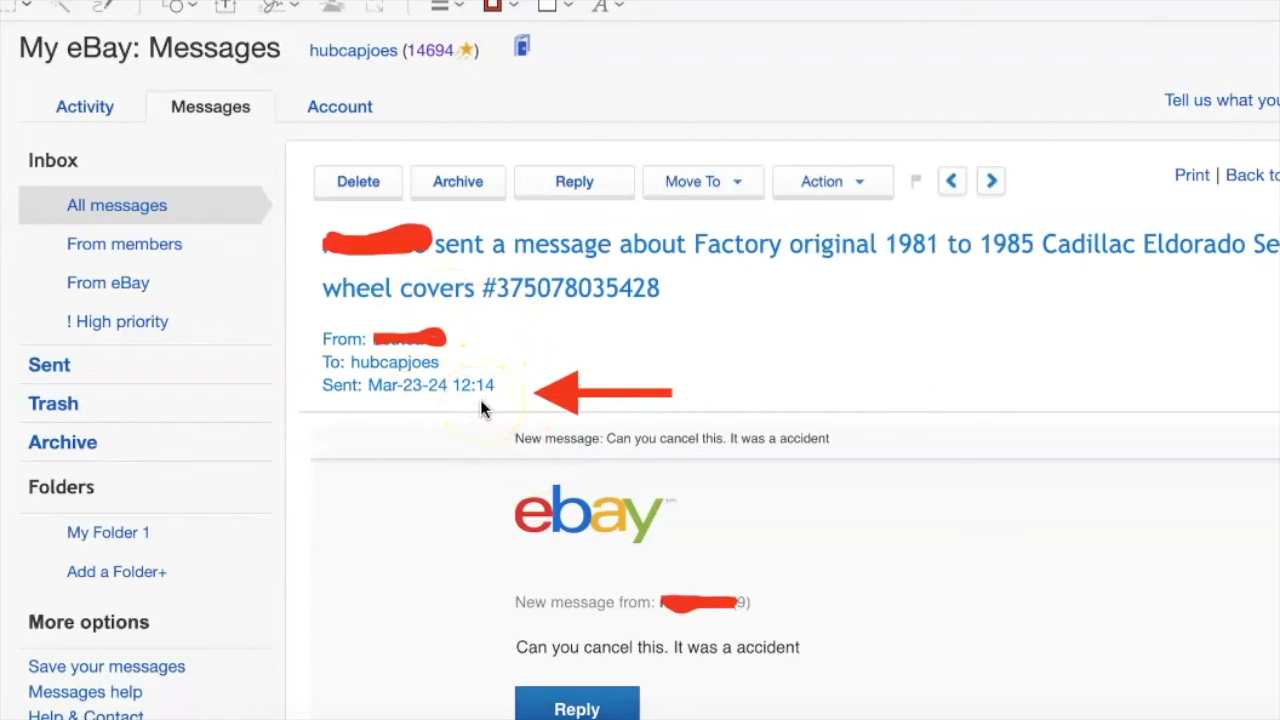 My eBay: Messages
hubcapjoes (14694)
Activity
Messages
Account
Tell us what you
Inbox
All messages
From members
From eBay
! High priority
Sent
Trash
Archive
Folders
My Folder 1
Add a Folder+
More options
Save your messages
Messages help
Help & Contact
Delete
Archive
Reply
Move To
Action
Print | Back to
sent a message about Factory original 1981 to 1985 Cadillac Eldorado Se
wheel covers #375078035428
From:
To: hubcapjoes
Sent: Mar-23-24 12:14
New message: Can you cancel this. It was a accident
ebay
New message from: 9)
Can you cancel this. It was a accident
Reply